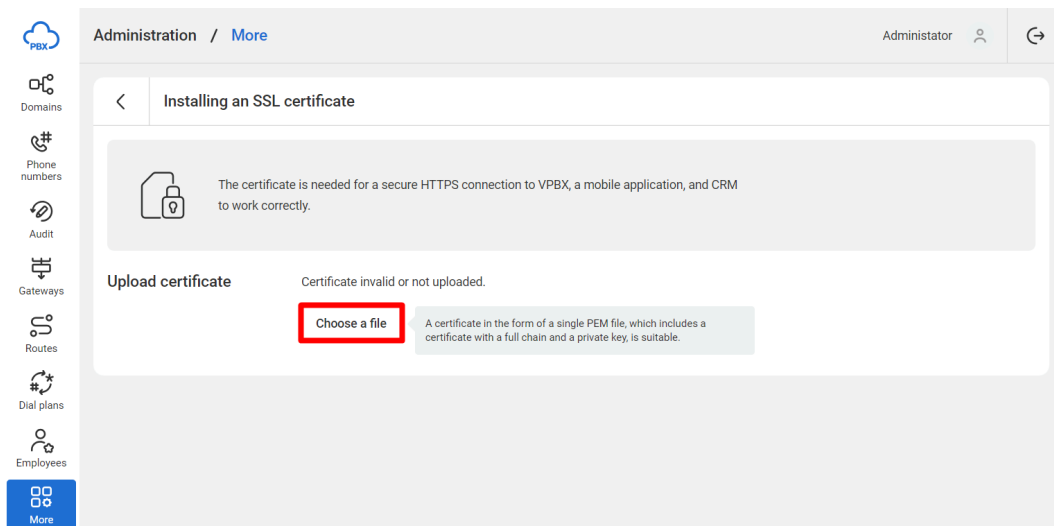 PBX
Administration / More
Administator
Domains
Phone
numbers
Audit
Gateways
Routes
Dial plans
Employees
More
Installing an SSL certificate
The certificate is needed for a secure HTTPS connection to VPBX, a mobile application, and CRM
to work correctly.
Upload certificate
Certificate invalid or not uploaded.
Choose a file
A certificate in the form of a single PEM file, which includes a
certificate with a full chain and a private key, is suitable.